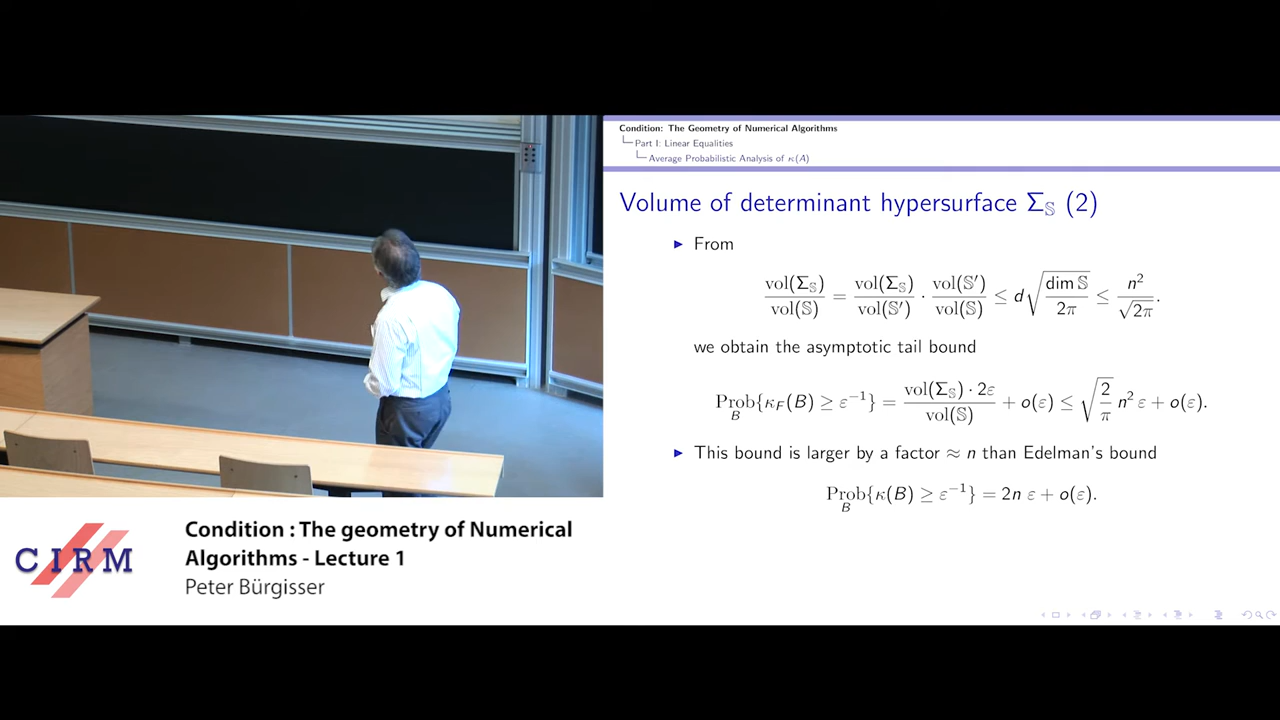 Condition: The Geometry of Numerical Algorithms
Part I: Linear Equalities
Average Probabilistic Analysis of κ(A)
Volume of determinant hypersurface Σ_𝕊 (2)
▶ From
vol(Σ_𝕊)/vol(𝕊) = vol(Σ_𝕊)/vol(𝕊′) · vol(𝕊′)/vol(𝕊) ≤ d√(dim 𝕊/2π) ≤ n²/√2π.
we obtain the asymptotic tail bound
Prob_B{κ_F(B) ≥ ε⁻¹} = vol(Σ_𝕊) · 2ε/vol(𝕊) + o(ε) ≤ √(2/π) n² ε + o(ε).
▶ This bound is larger by a factor ≈ n than Edelman's bound
Prob_B{κ(B) ≥ ε⁻¹} = 2n ε + o(ε).
CIRM
Condition : The geometry of Numerical
Algorithms - Lecture 1
Peter Bürgisser